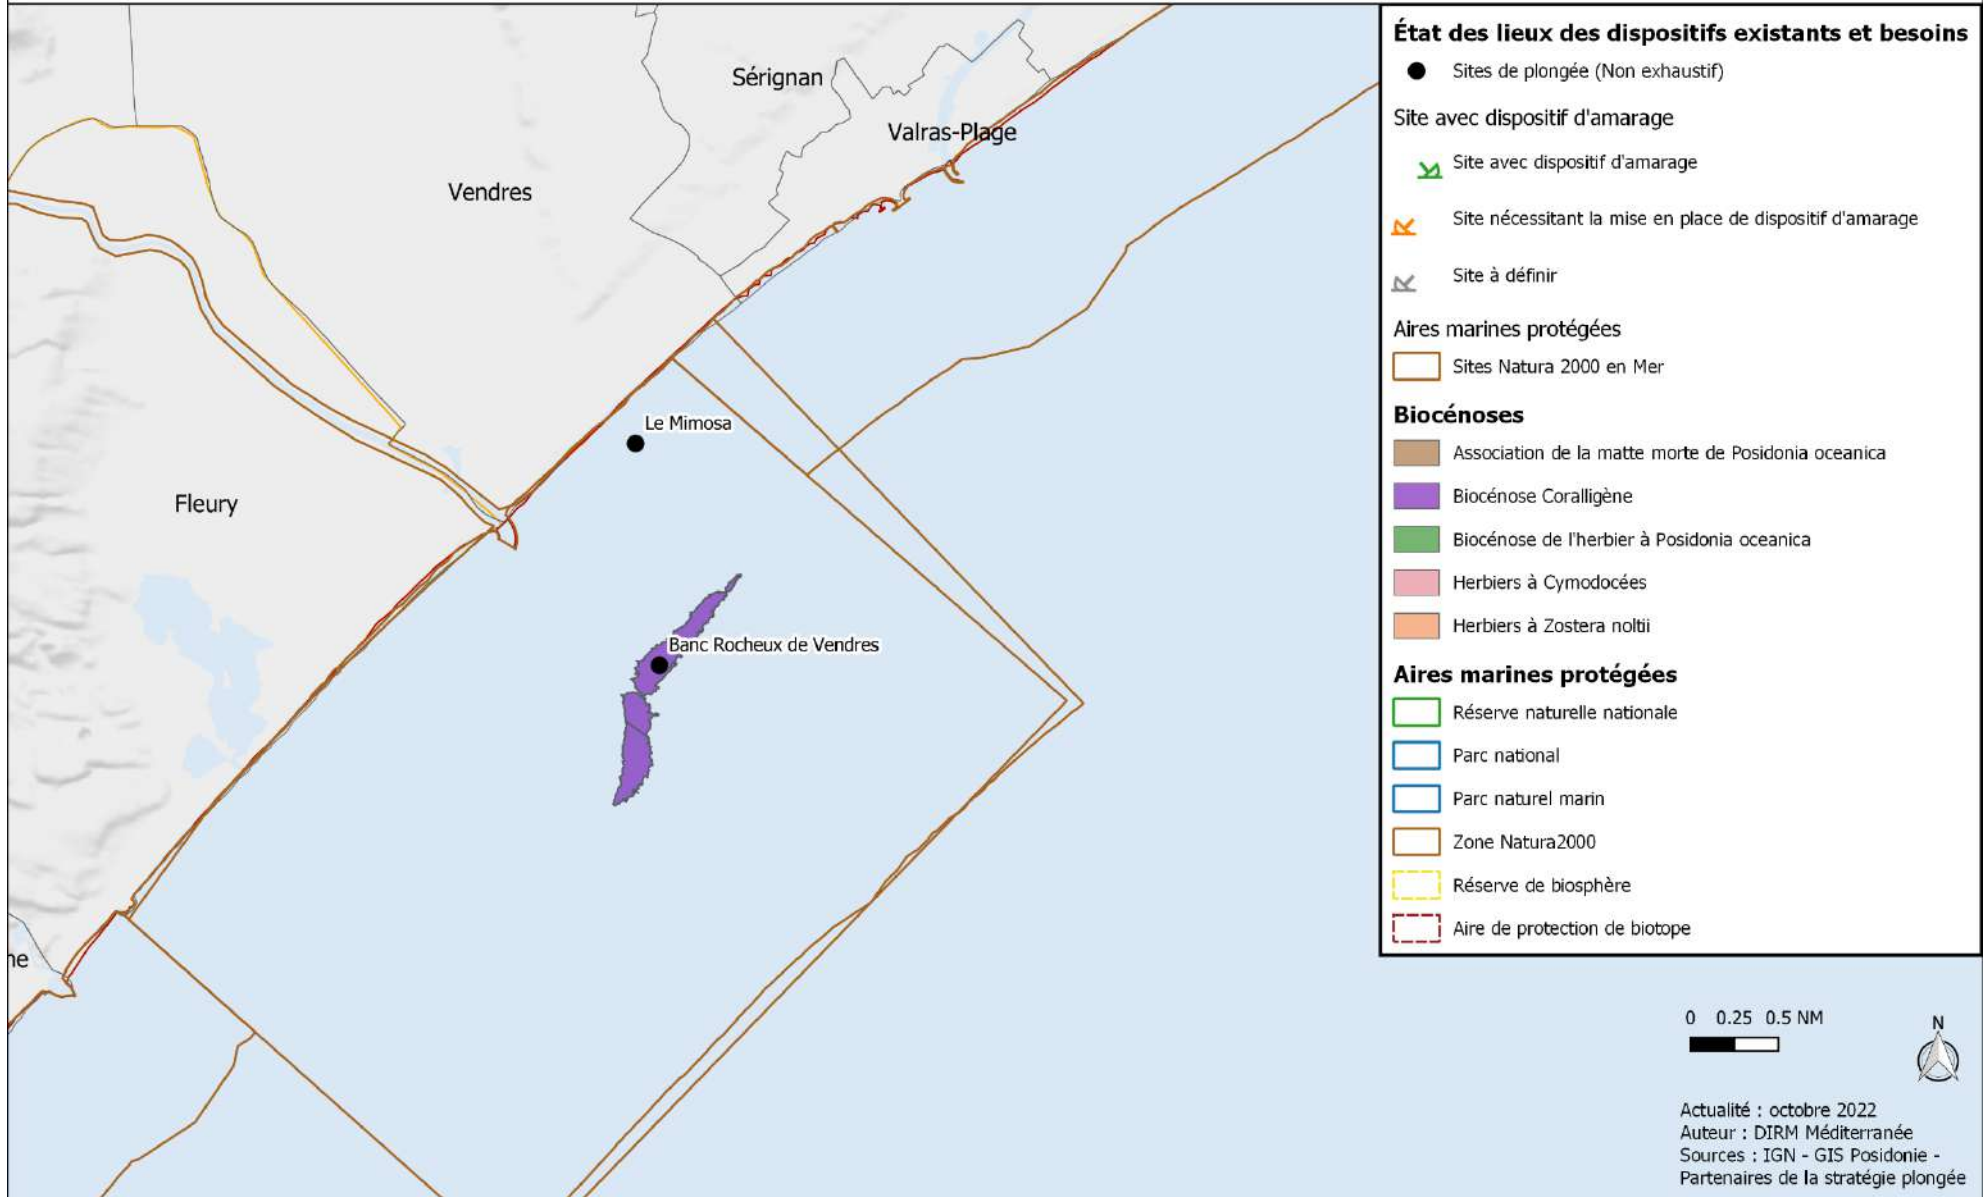 Sérignan
Valras-Plage
Vendres
Le Mimosa
Fleury
Banc Rocheux de Vendres
ne
État des lieux des dispositifs existants et besoins
Sites de plongée (Non exhaustif)
Site avec dispositif d'amarage
Site avec dispositif d'amarage
Site nécessitant la mise en place de dispositif d'amarage
Site à définir
Aires marines protégées
Sites Natura 2000 en Mer
Biocénoses
Association de la matte morte de Posidonia oceanica
Biocénose Coralligène
Biocénose de l'herbier à Posidonia oceanica
Herbiers à Cymodocées
Herbiers à Zostera noltii
Aires marines protégées
Réserve naturelle nationale
Parc national
Parc naturel marin
Zone Natura2000
Réserve de biosphère
Aire de protection de biotope
0 0.25 0.5 NM
N
Actualité : octobre 2022
Auteur : DIRM Méditerranée
Sources : IGN - GIS Posidonie -
Partenaires de la stratégie plongée